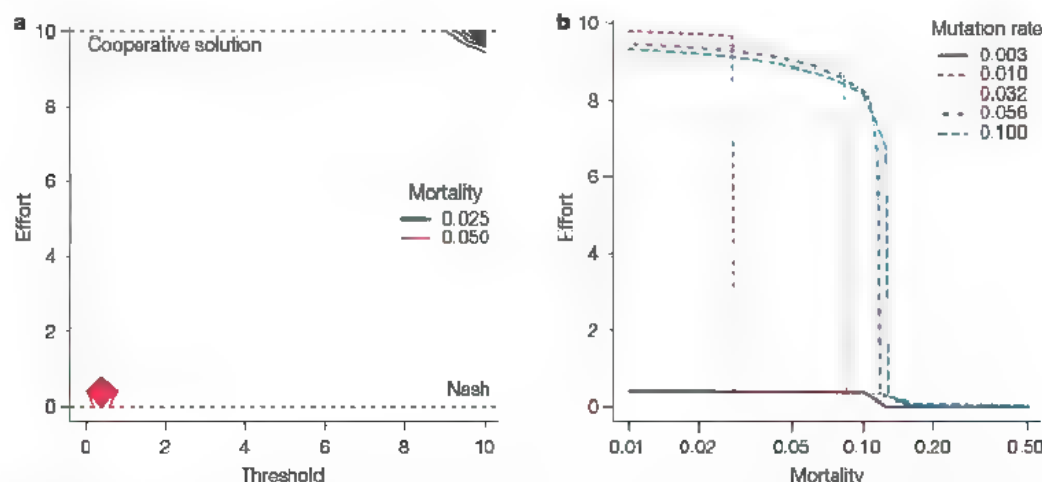 a
10
Cooperative solution
8
6
4
2
0
Effort
Mortality
0.025
0.050
Nash
0 2 4 6 8 10
Threshold
b
10
8
6
4
2
0
Effort
Mutation rate
0.003
0.010
0.032
0.056
0.100
0.01 0.02 0.05 0.10 0.20 0.50
Mortality